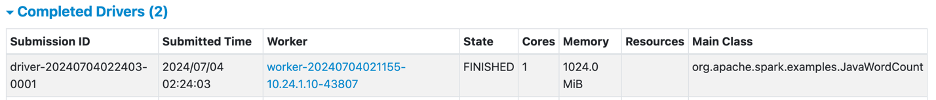 Completed Drivers (2)
Submission ID Submitted Time Worker State Cores Memory Resources Main Class
driver-20240704022403- 2024/07/04 worker-20240704021155- FINISHED 1 1024.0 org.apache.spark.examples.JavaWordCount
0001 02:24:03 10.24.1.10-43807 MiB